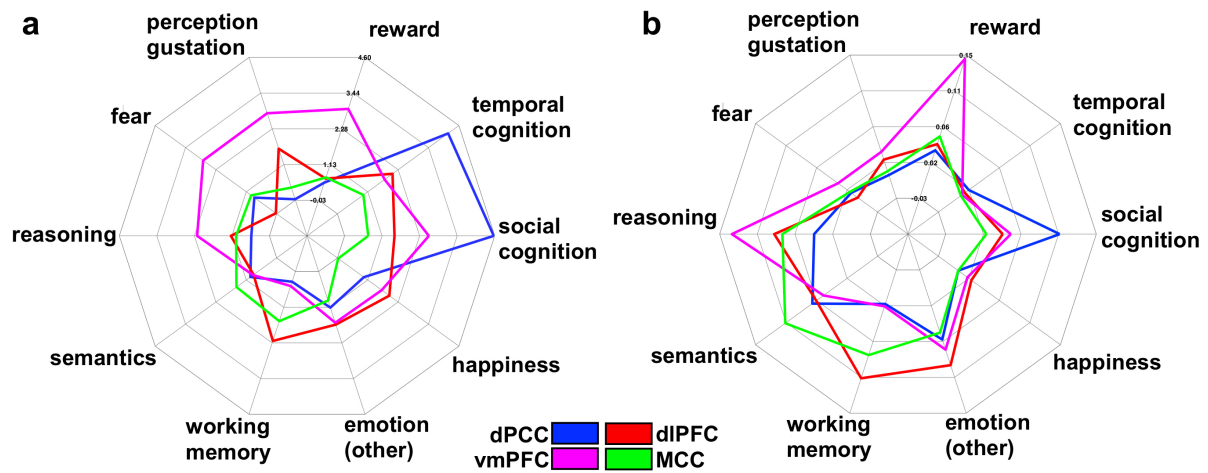 a
perception
gustation
reward
temporal
cognition
social
cognition
happiness
emotion
(other)
working
memory
semantics
reasoning
fear
4.60
3.44
2.28
1.13
-0.03
b
perception
gustation
reward
temporal
cognition
social
cognition
happiness
emotion
(other)
working
memory
semantics
reasoning
fear
0.15
0.11
0.06
0.02
-0.03
dPCC
dlPFC
vmPFC
MCC